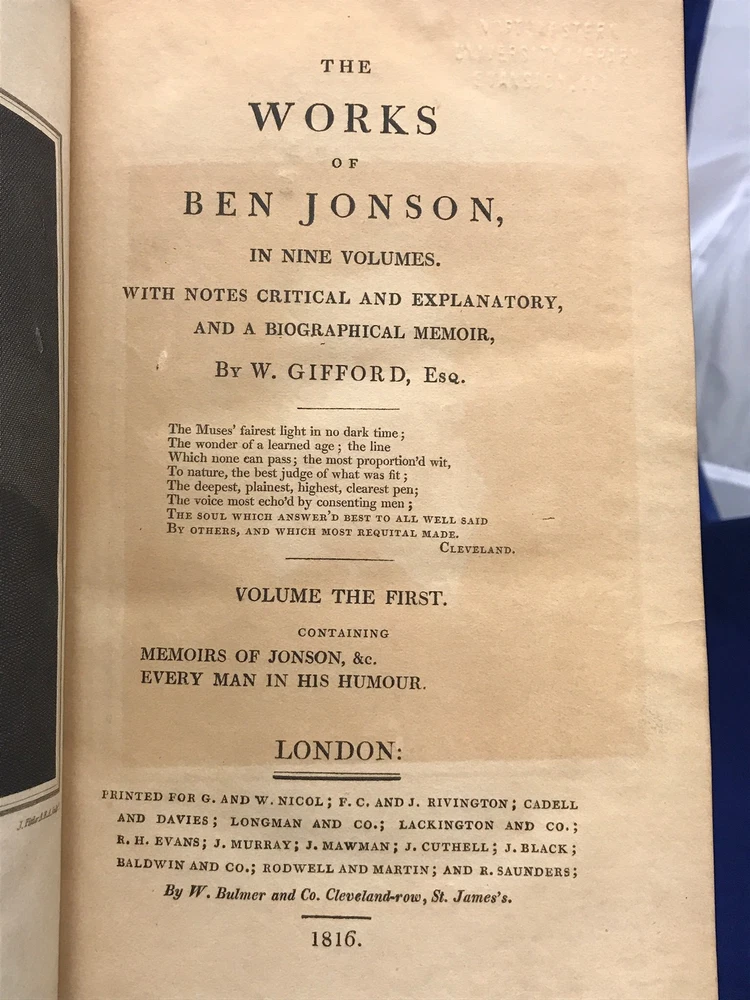 THE
WORKS
OF
BEN JONSON,
IN NINE VOLUMES.
WITH NOTES CRITICAL AND EXPLANATORY,
AND A BIOGRAPHICAL MEMOIR,
By W. GIFFORD, Esq.
The Muses' fairest light in no dark time;
The wonder of a learned age; the line
Which none can pass; the most proportion'd wit,
To nature, the best judge of what was fit;
The deepest, plainest, highest, clearest pen;
The voice most echo'd by consenting men;
THE SOUL WHICH ANSWER'D BEST TO ALL WELL SAID
BY OTHERS, AND WHICH MOST REQUITAL MADE.
CLEVELAND.
VOLUME THE FIRST.
CONTAINING
MEMOIRS OF JONSON, &c.
EVERY MAN IN HIS HUMOUR.
LONDON:
PRINTED FOR G. AND W. NICOL; F. C. AND J. RIVINGTON; CADELL
AND DAVIES; LONGMAN AND CO.; LACKINGTON AND CO.;
R. H. EVANS; J. MURRAY; J. MAWMAN; J. CUTHELL; J. BLACK;
BALDWIN AND CO.; RODWELL AND MARTIN; AND R. SAUNDERS;
By W. Bulmer and Co. Cleveland-row, St. James's.
1816.